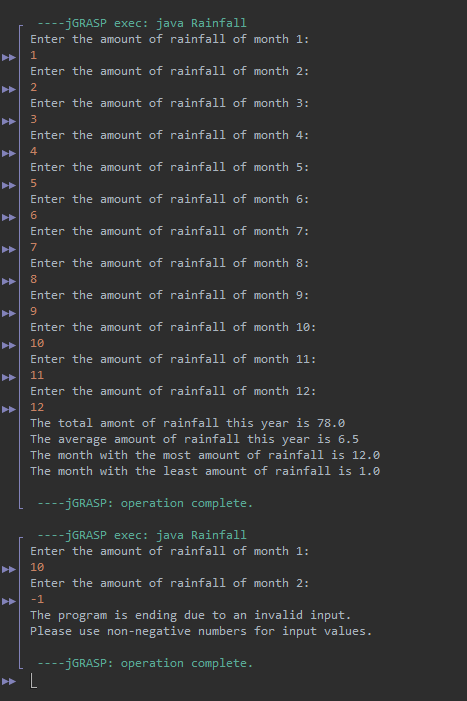 ----jGRASP exec: java Rainfall
Enter the amount of rainfall of month 1:
1
Enter the amount of rainfall of month 2:
2
Enter the amount of rainfall of month 3:
3
Enter the amount of rainfall of month 4:
4
Enter the amount of rainfall of month 5:
5
Enter the amount of rainfall of month 6:
6
Enter the amount of rainfall of month 7:
7
Enter the amount of rainfall of month 8:
8
Enter the amount of rainfall of month 9:
9
Enter the amount of rainfall of month 10:
10
Enter the amount of rainfall of month 11:
11
Enter the amount of rainfall of month 12:
12
The total amont of rainfall this year is 78.0
The average amount of rainfall this year is 6.5
The month with the most amount of rainfall is 12.0
The month with the least amount of rainfall is 1.0
----jGRASP: operation complete.
----jGRASP exec: java Rainfall
Enter the amount of rainfall of month 1:
10
Enter the amount of rainfall of month 2:
-1
The program is ending due to an invalid input.
Please use non-negative numbers for input values.
----jGRASP: operation complete.